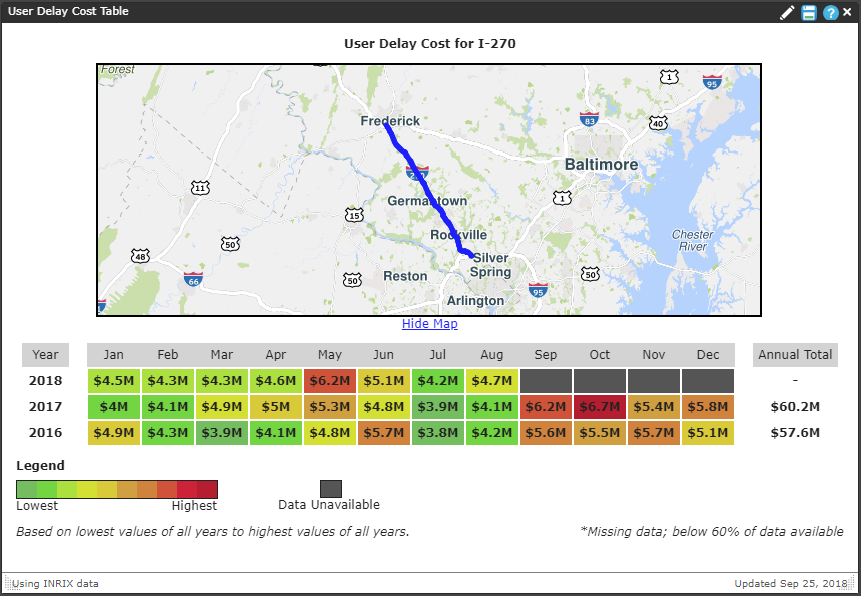 User Delay Cost Table
User Delay Cost for I-270
Forest
1
95
Frederick
83
40
Baltimore
11
1
Germantown
15
Rockville
Chester
River
50
48
Silver
Spring
Reston
50
66
50
95
Arlington
Hide Map
Year Jan Feb Mar Apr May Jun Jul Aug Sep Oct Nov Dec Annual Total
2018 $4.5M $4.3M $4.3M $4.6M $6.2M $5.1M $4.2M $4.7M -
2017 $4M $4.1M $4.9M $5M $5.3M $4.8M $3.9M $4.1M $6.2M $6.7M $5.4M $5.8M $60.2M
2016 $4.9M $4.3M $3.9M $4.1M $4.8M $5.7M $3.8M $4.2M $5.6M $5.5M $5.7M $5.1M $57.6M
Legend
Lowest Highest Data Unavailable
Based on lowest values of all years to highest values of all years. *Missing data; below 60% of data available
Using INRIX data Updated Sep 25, 2018